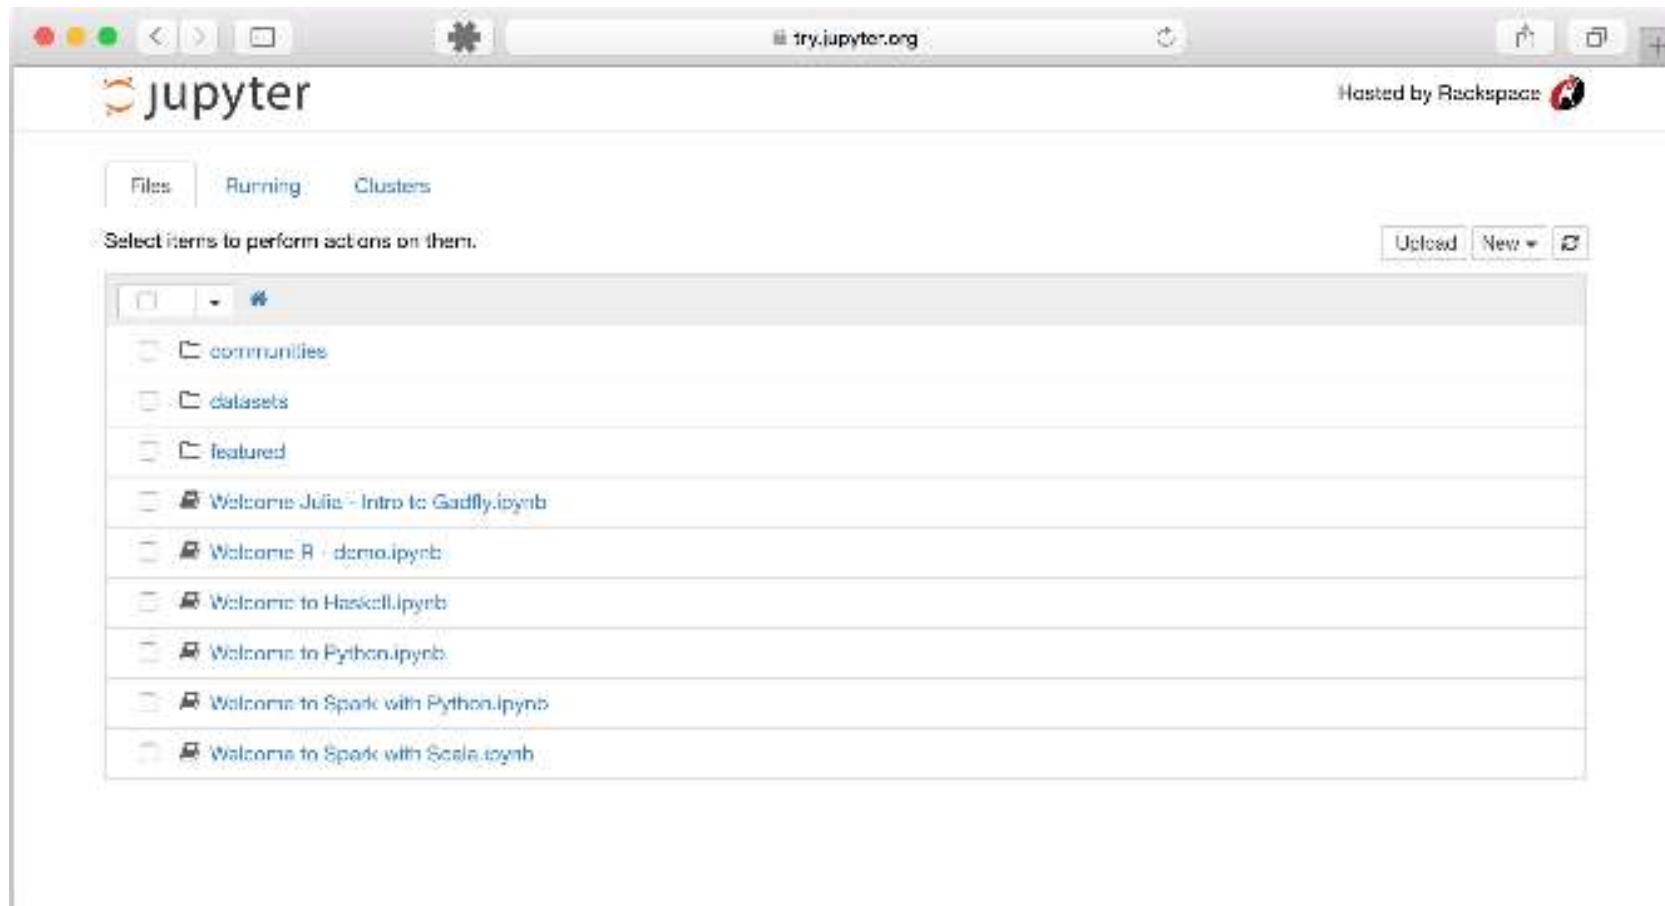 try.jupyter.org
jupyter
Hosted by Rackspace
Files Running Clusters
Select items to perform actions on them.
Upload New
communities
datasets
featured
Welcome Julia - Intro to Gadfly.ipynb
Welcome R - demo.ipynb
Welcome to Haskell.ipynb
Welcome to Python.ipynb
Welcome to Spark with Python.ipynb
Welcome to Spark with Scala.ipynb